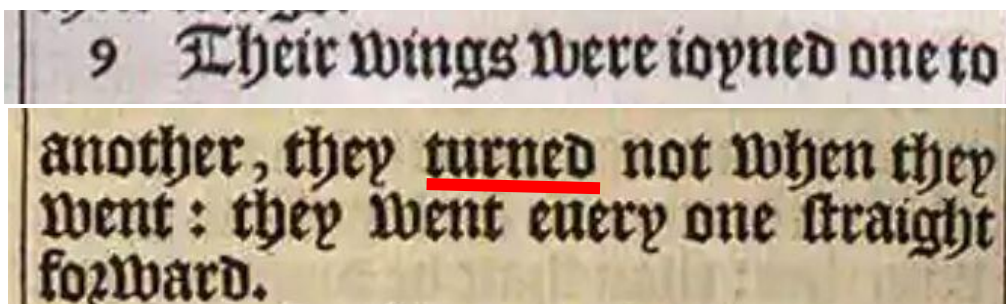 9 Their wings were ioyned one to
another, they turned not when they
went: they went euery one ſtraight
forward.